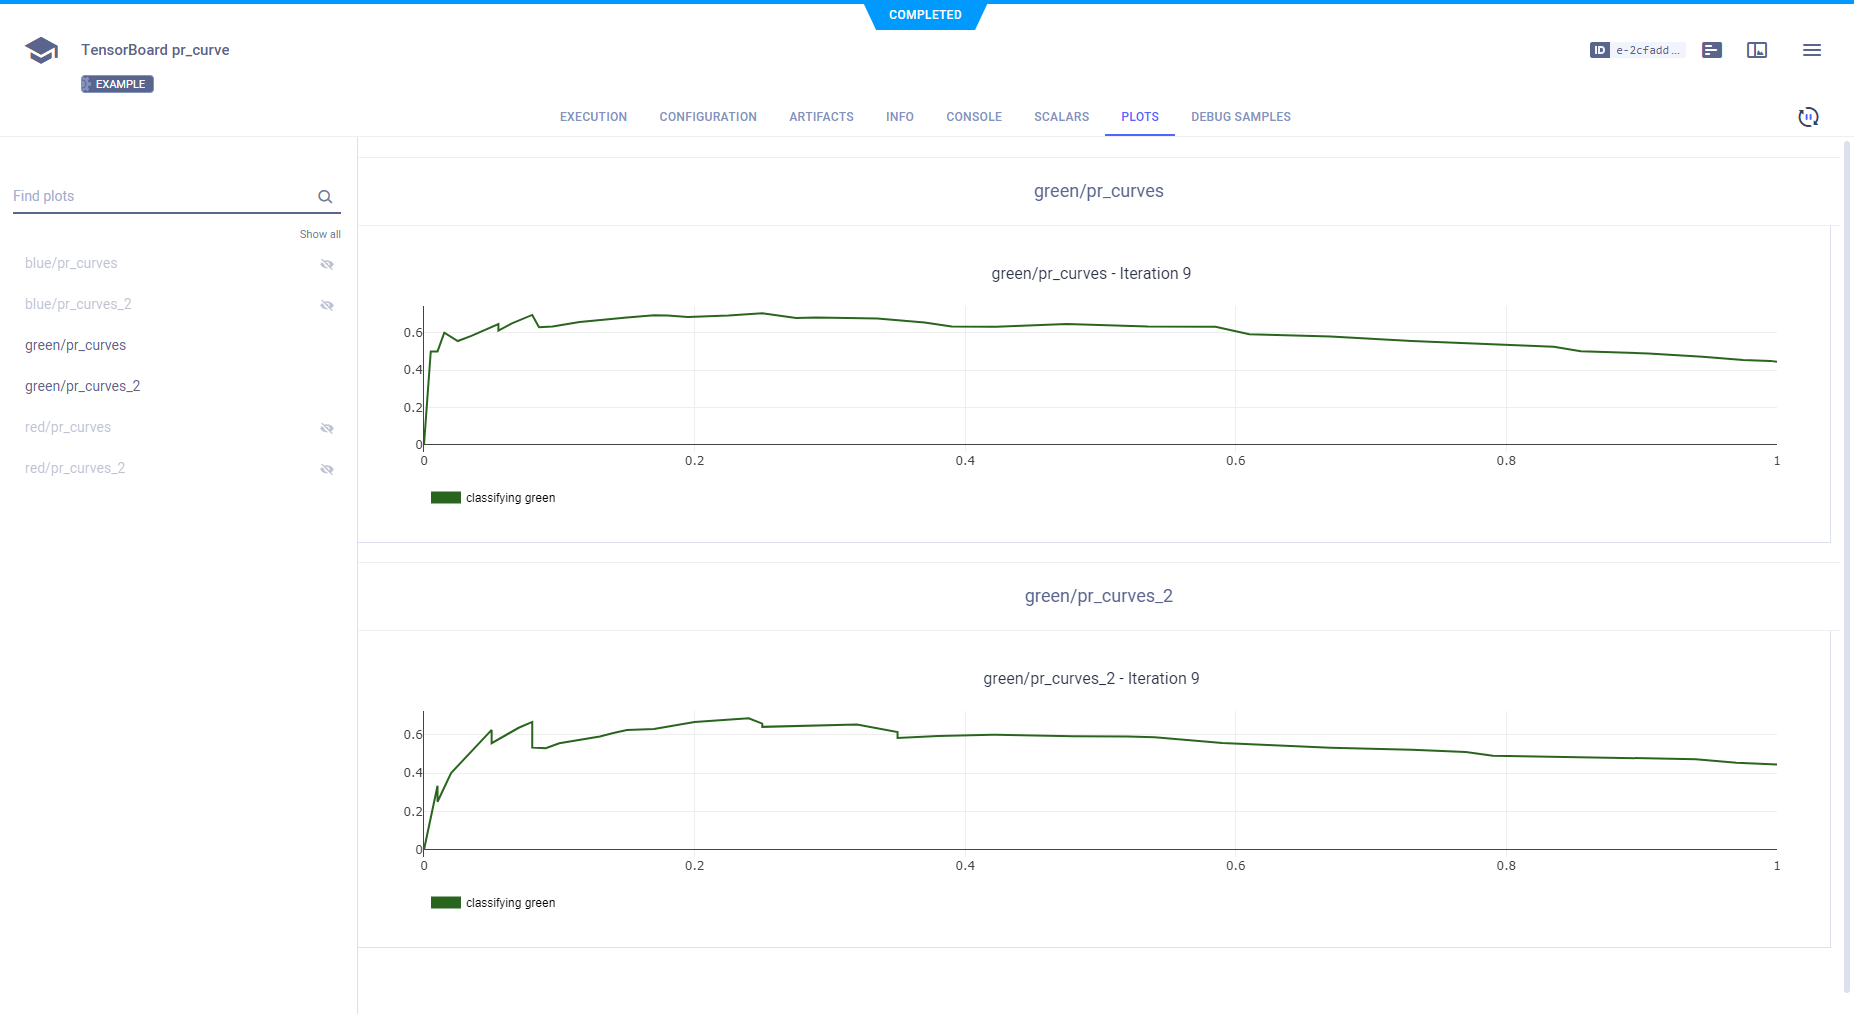 COMPLETED
TensorBoard pr_curve
EXAMPLE
ID e-2cfadd...
EXECUTION CONFIGURATION ARTIFACTS INFO CONSOLE SCALARS PLOTS DEBUG SAMPLES
Find plots
Show all
blue/pr_curves
blue/pr_curves_2
green/pr_curves
green/pr_curves_2
red/pr_curves
red/pr_curves_2
green/pr_curves
green/pr_curves - Iteration 9
0.6
0.4
0.2
0
0 0.2 0.4 0.6 0.8 1
classifying green
green/pr_curves_2
green/pr_curves_2 - Iteration 9
0.6
0.4
0.2
0
0 0.2 0.4 0.6 0.8 1
classifying green